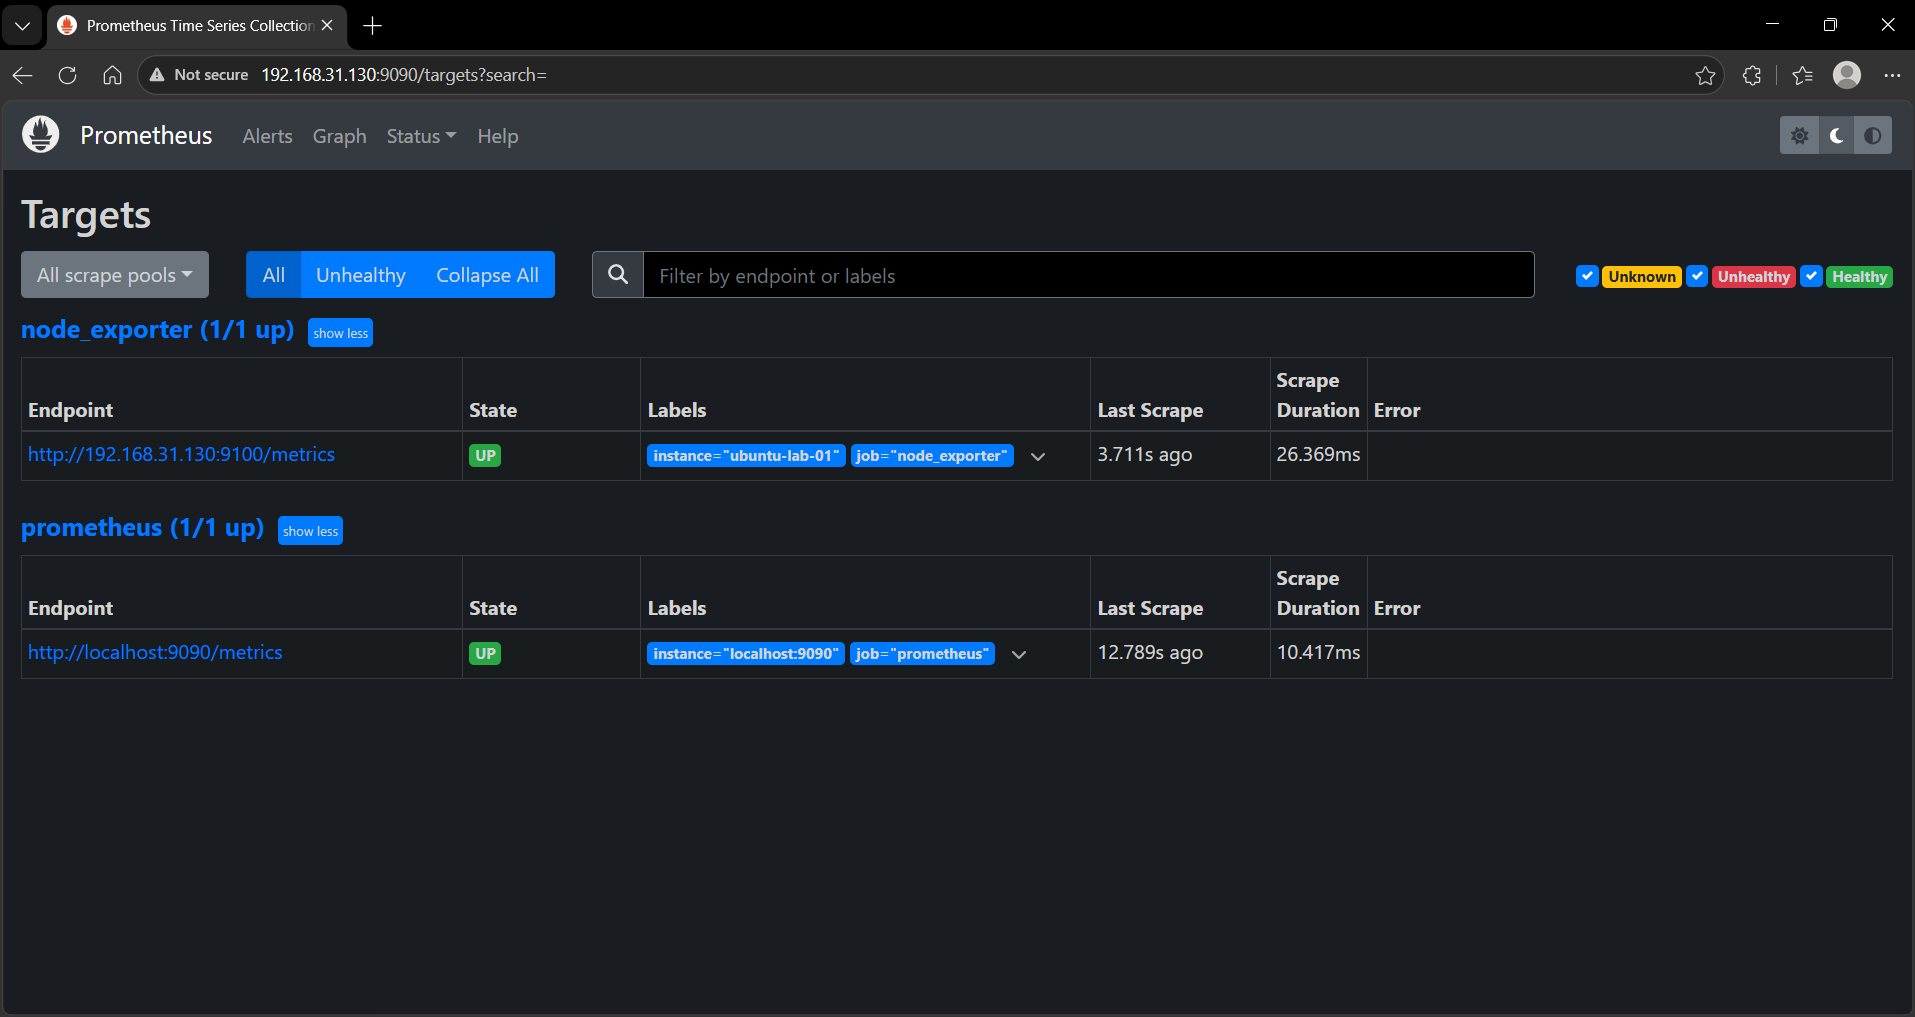 Prometheus Time Series Collection
Not secure 192.168.31.130:9090/targets?search=
Prometheus Alerts Graph Status Help
Targets
All scrape pools All Unhealthy Collapse All Filter by endpoint or labels Unknown Unhealthy Healthy
node_exporter (1/1 up) show less
Endpoint State Labels Last Scrape Scrape Duration Error
http://192.168.31.130:9100/metrics UP instance="ubuntu-lab-01" job="node_exporter" 3.711s ago 26.369ms
prometheus (1/1 up) show less
Endpoint State Labels Last Scrape Scrape Duration Error
http://localhost:9090/metrics UP instance="localhost:9090" job="prometheus" 12.789s ago 10.417ms